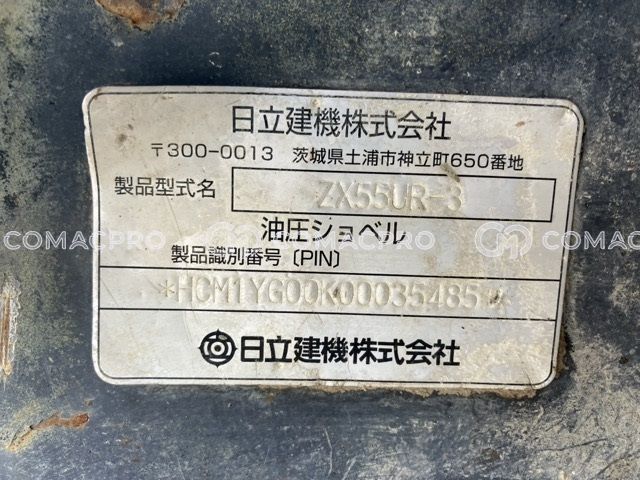 日立建機株式会社
〒300-0013 茨城県土浦市神立町650番地
製品型式名 ZX55UR-3
油圧ショベル
製品識別番号 (PIN)
COMACPRO COMACPRO COMACPRO COMACPRO
*HCM1YG00K00035485*
日立建機株式会社